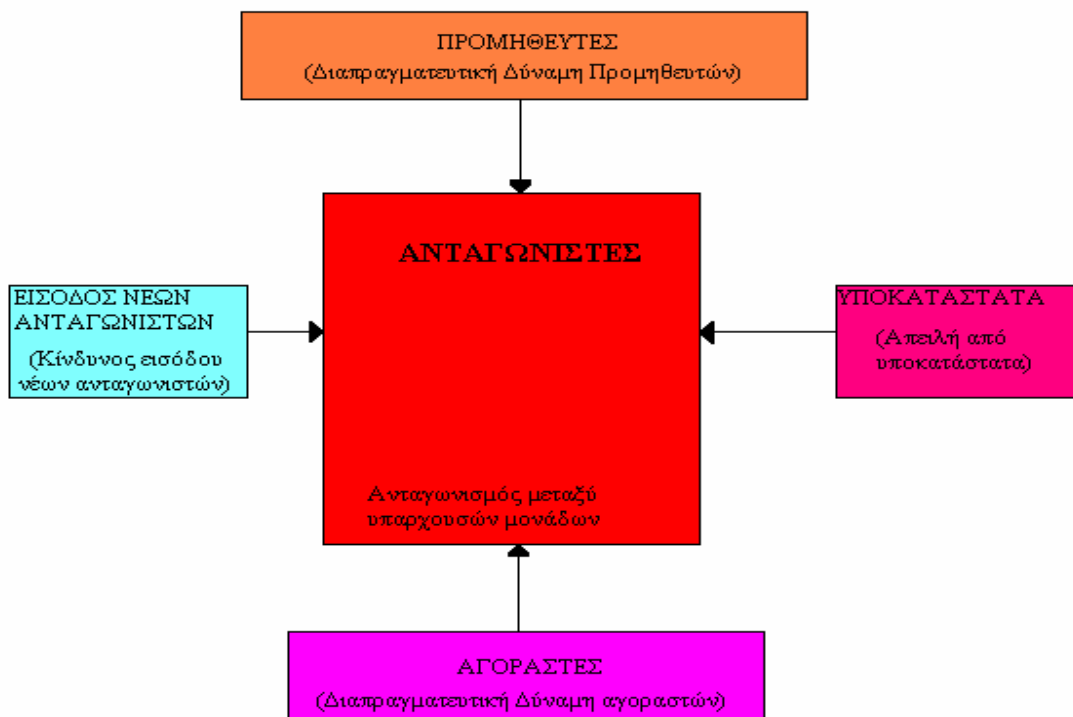 ΠΡΟΜΗΘΕΥΤΕΣ
(Διαπραγματευτική Δύναμη Προμηθευτών)
ΑΝΤΑΓΩΝΙΣΤΕΣ
ΕΙΣΟΔΟΣ ΝΕΩΝ
ΑΝΤΑΓΩΝΙΣΤΩΝ
(Κίνδυνος εισόδου
νέων ανταγωνιστών)
ΥΠΟΚΑΤΑΣΤΑΤΑ
(Απειλή από
υποκατάστατα)
Ανταγωνισμός μεταξύ
υπαρχουσών μονάδων
ΑΓΟΡΑΣΤΕΣ
(Διαπραγματευτική Δύναμη αγοραστών)